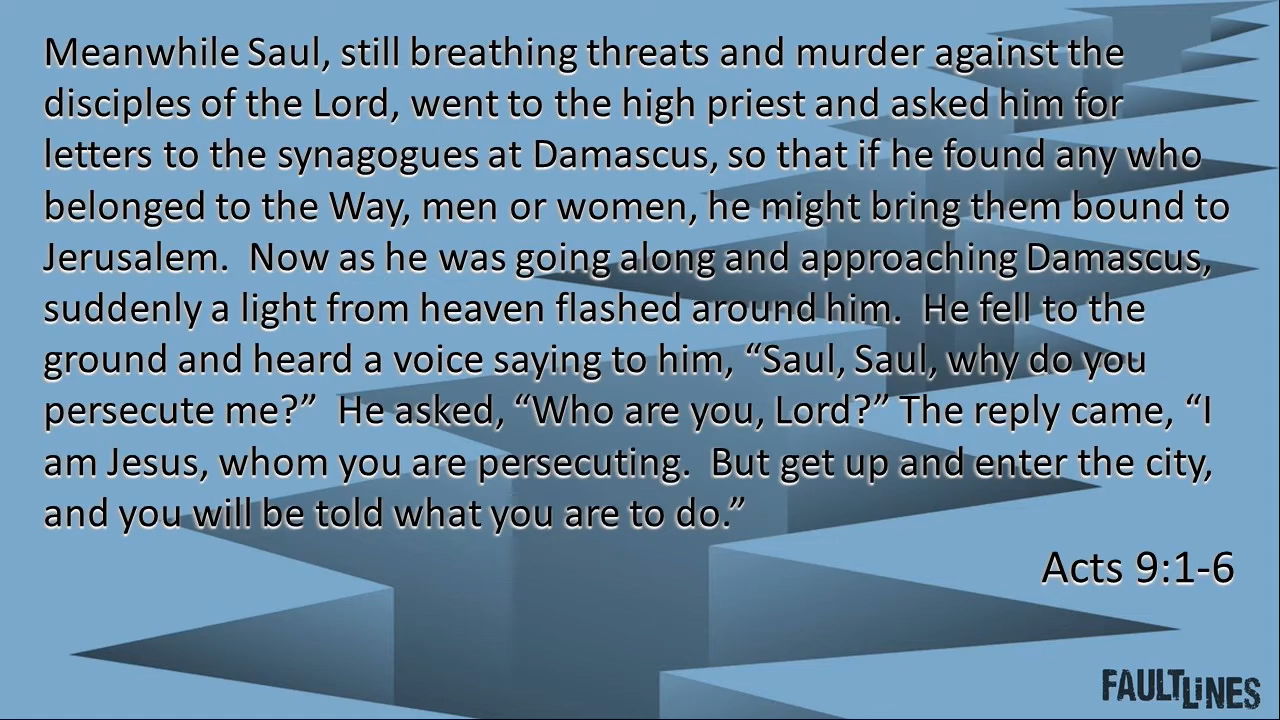 Meanwhile Saul, still breathing threats and murder against the
disciples of the Lord, went to the high priest and asked him for
letters to the synagogues at Damascus, so that if he found any who
belonged to the Way, men or women, he might bring them bound to
Jerusalem.  Now as he was going along and approaching Damascus,
suddenly a light from heaven flashed around him.  He fell to the
ground and heard a voice saying to him, “Saul, Saul, why do you
persecute me?”  He asked, “Who are you, Lord?” The reply came, “I
am Jesus, whom you are persecuting.  But get up and enter the city,
and you will be told what you are to do.”
Acts 9:1-6
FAULTLiNES